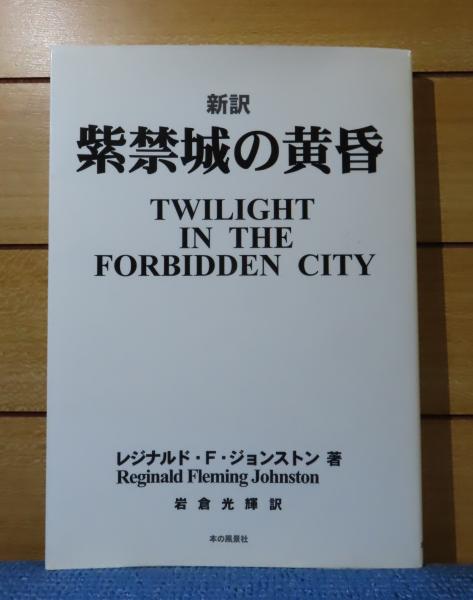 新訳
紫禁城の黄昏
TWILIGHT
IN THE
FORBIDDEN CITY
レジナルド・F・ジョンストン 著
Reginald Fleming Johnston
岩倉光輝訳
本の風景社